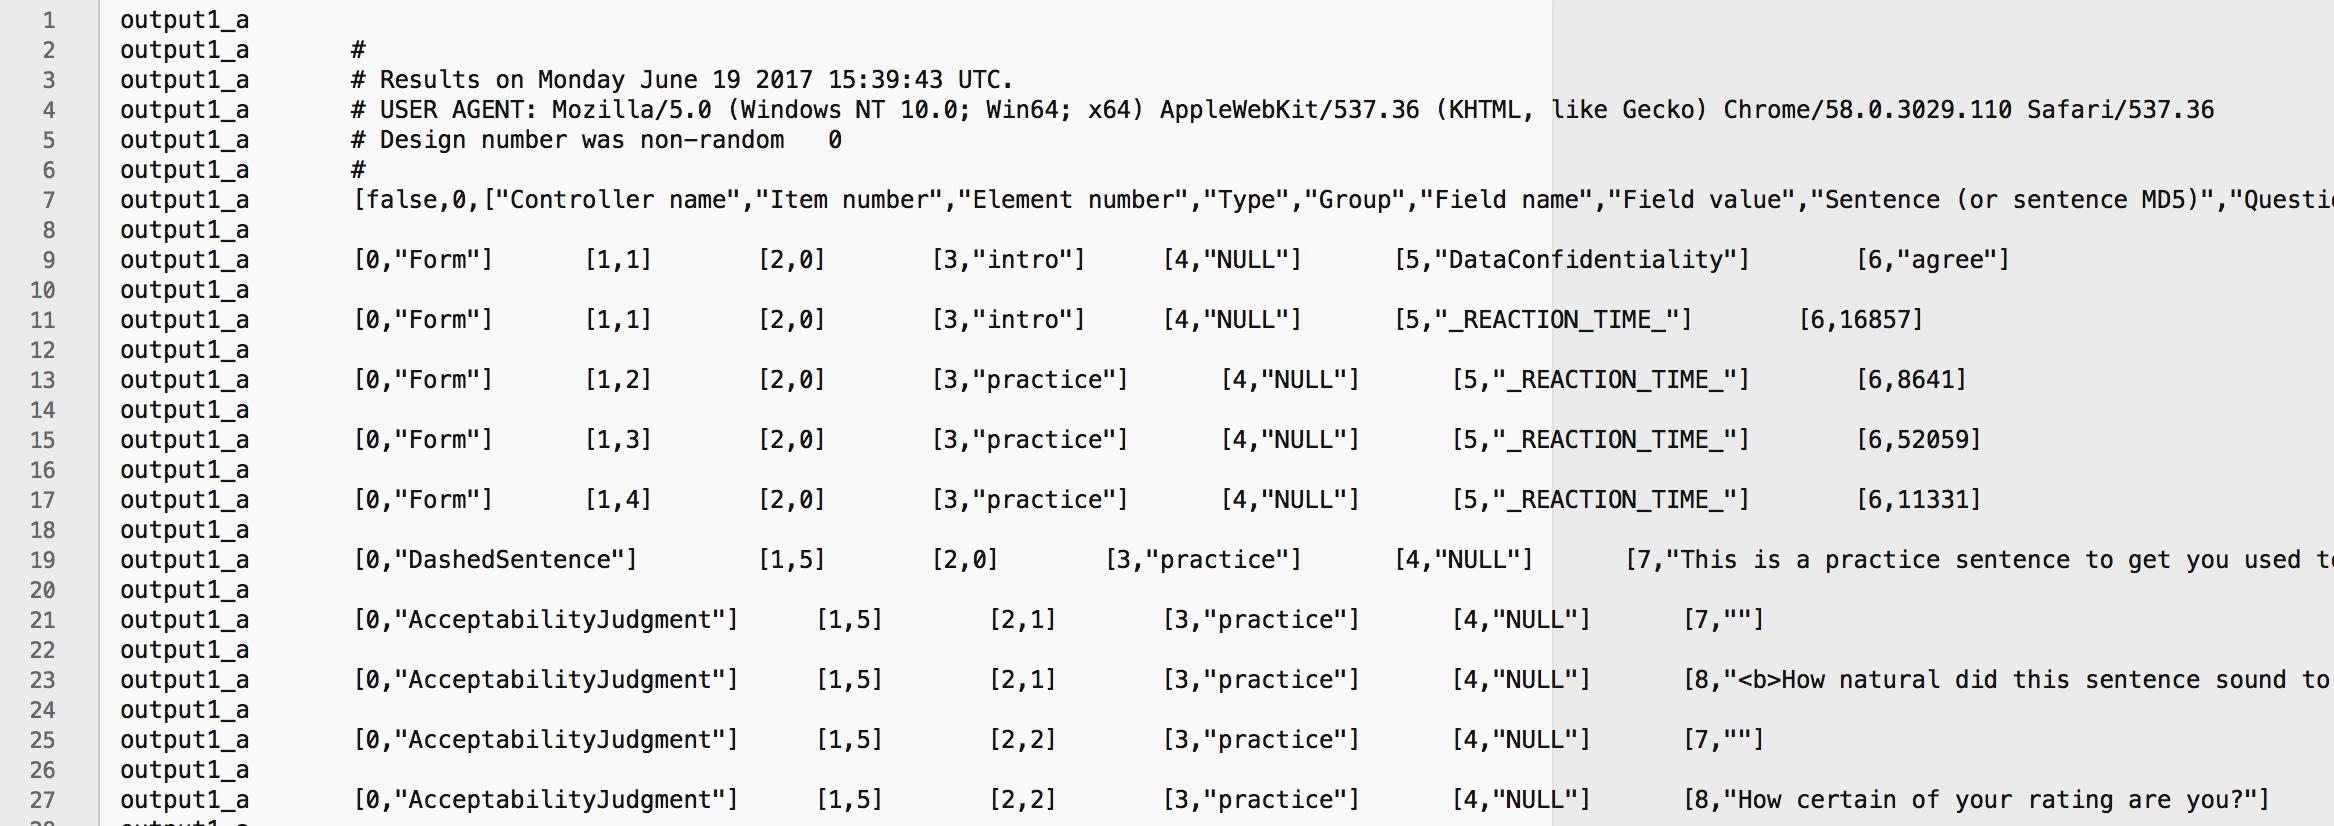 1 output1_a
2 output1_a #
3 output1_a # Results on Monday June 19 2017 15:39:43 UTC.
4 output1_a # USER AGENT: Mozilla/5.0 (Windows NT 10.0; Win64; x64) AppleWebKit/537.36 (KHTML, like Gecko) Chrome/58.0.3029.110 Safari/537.36
5 output1_a # Design number was non-random 0
6 output1_a #
7 output1_a [false,0,["Controller name","Item number","Element number","Type","Group","Field name","Field value","Sentence (or sentence MD5)","Questi
8 output1_a
9 output1_a [0,"Form"] [1,1] [2,0] [3,"intro"] [4,"NULL"] [5,"DataConfidentiality"] [6,"agree"]
10 output1_a
11 output1_a [0,"Form"] [1,1] [2,0] [3,"intro"] [4,"NULL"] [5,"_REACTION_TIME_"] [6,16857]
12 output1_a
13 output1_a [0,"Form"] [1,2] [2,0] [3,"practice"] [4,"NULL"] [5,"_REACTION_TIME_"] [6,8641]
14 output1_a
15 output1_a [0,"Form"] [1,3] [2,0] [3,"practice"] [4,"NULL"] [5,"_REACTION_TIME_"] [6,52059]
16 output1_a
17 output1_a [0,"Form"] [1,4] [2,0] [3,"practice"] [4,"NULL"] [5,"_REACTION_TIME_"] [6,11331]
18 output1_a
19 output1_a [0,"DashedSentence"] [1,5] [2,0] [3,"practice"] [4,"NULL"] [7,"This is a practice sentence to get you used to
20 output1_a
21 output1_a [0,"AcceptabilityJudgment"] [1,5] [2,1] [3,"practice"] [4,"NULL"] [7,""]
22 output1_a
23 output1_a [0,"AcceptabilityJudgment"] [1,5] [2,1] [3,"practice"] [4,"NULL"] [8,"<b>How natural did this sentence sound to
24 output1_a
25 output1_a [0,"AcceptabilityJudgment"] [1,5] [2,2] [3,"practice"] [4,"NULL"] [7,""]
26 output1_a
27 output1_a [0,"AcceptabilityJudgment"] [1,5] [2,2] [3,"practice"] [4,"NULL"] [8,"How certain of your rating are you?"]